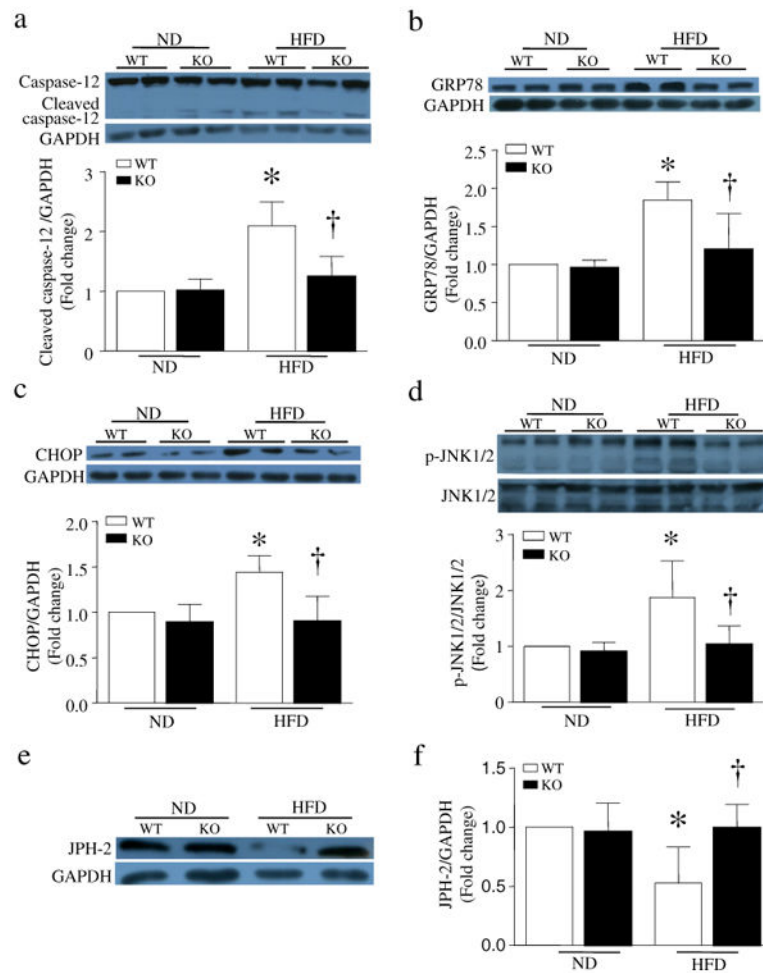 a
ND HFD
WT KO WT KO
Caspase-12
Cleaved
caspase-12
GAPDH
Cleaved caspase-12/GAPDH
(Fold change)
3
2
1
0
WT
KO
*
†
ND HFD
b
ND HFD
WT KO WT KO
GRP78
GAPDH
GRP78/GAPDH
(Fold change)
2.5
2.0
1.5
1.0
0.5
0.0
WT
KO
*
†
ND HFD
c
ND HFD
WT KO WT KO
CHOP
GAPDH
CHOP/GAPDH
(Fold change)
2.0
1.5
1.0
0.5
0.0
WT
KO
*
†
ND HFD
d
ND HFD
WT KO WT KO
p-JNK1/2
JNK1/2
p-JNK1/2/JNK1/2
(Fold change)
3
2
1
0
WT
KO
*
†
ND HFD
e
ND HFD
WT KO WT KO
JPH-2
GAPDH
f
JPH-2/GAPDH
(Fold change)
1.5
1.0
0.5
0.0
WT
KO
*
†
ND HFD